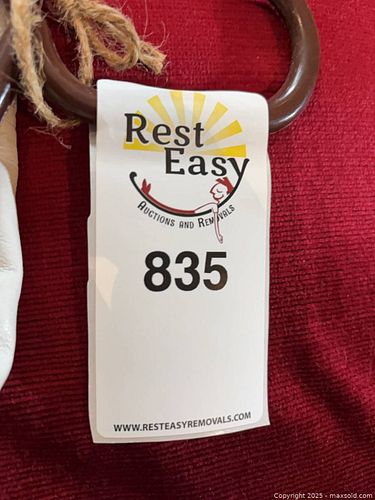 Rest
Easy
AUCTIONS AND REMOVALS
835
WWW.RESTEASYREMOVALS.COM
Copyright 2025 - maxsold.com